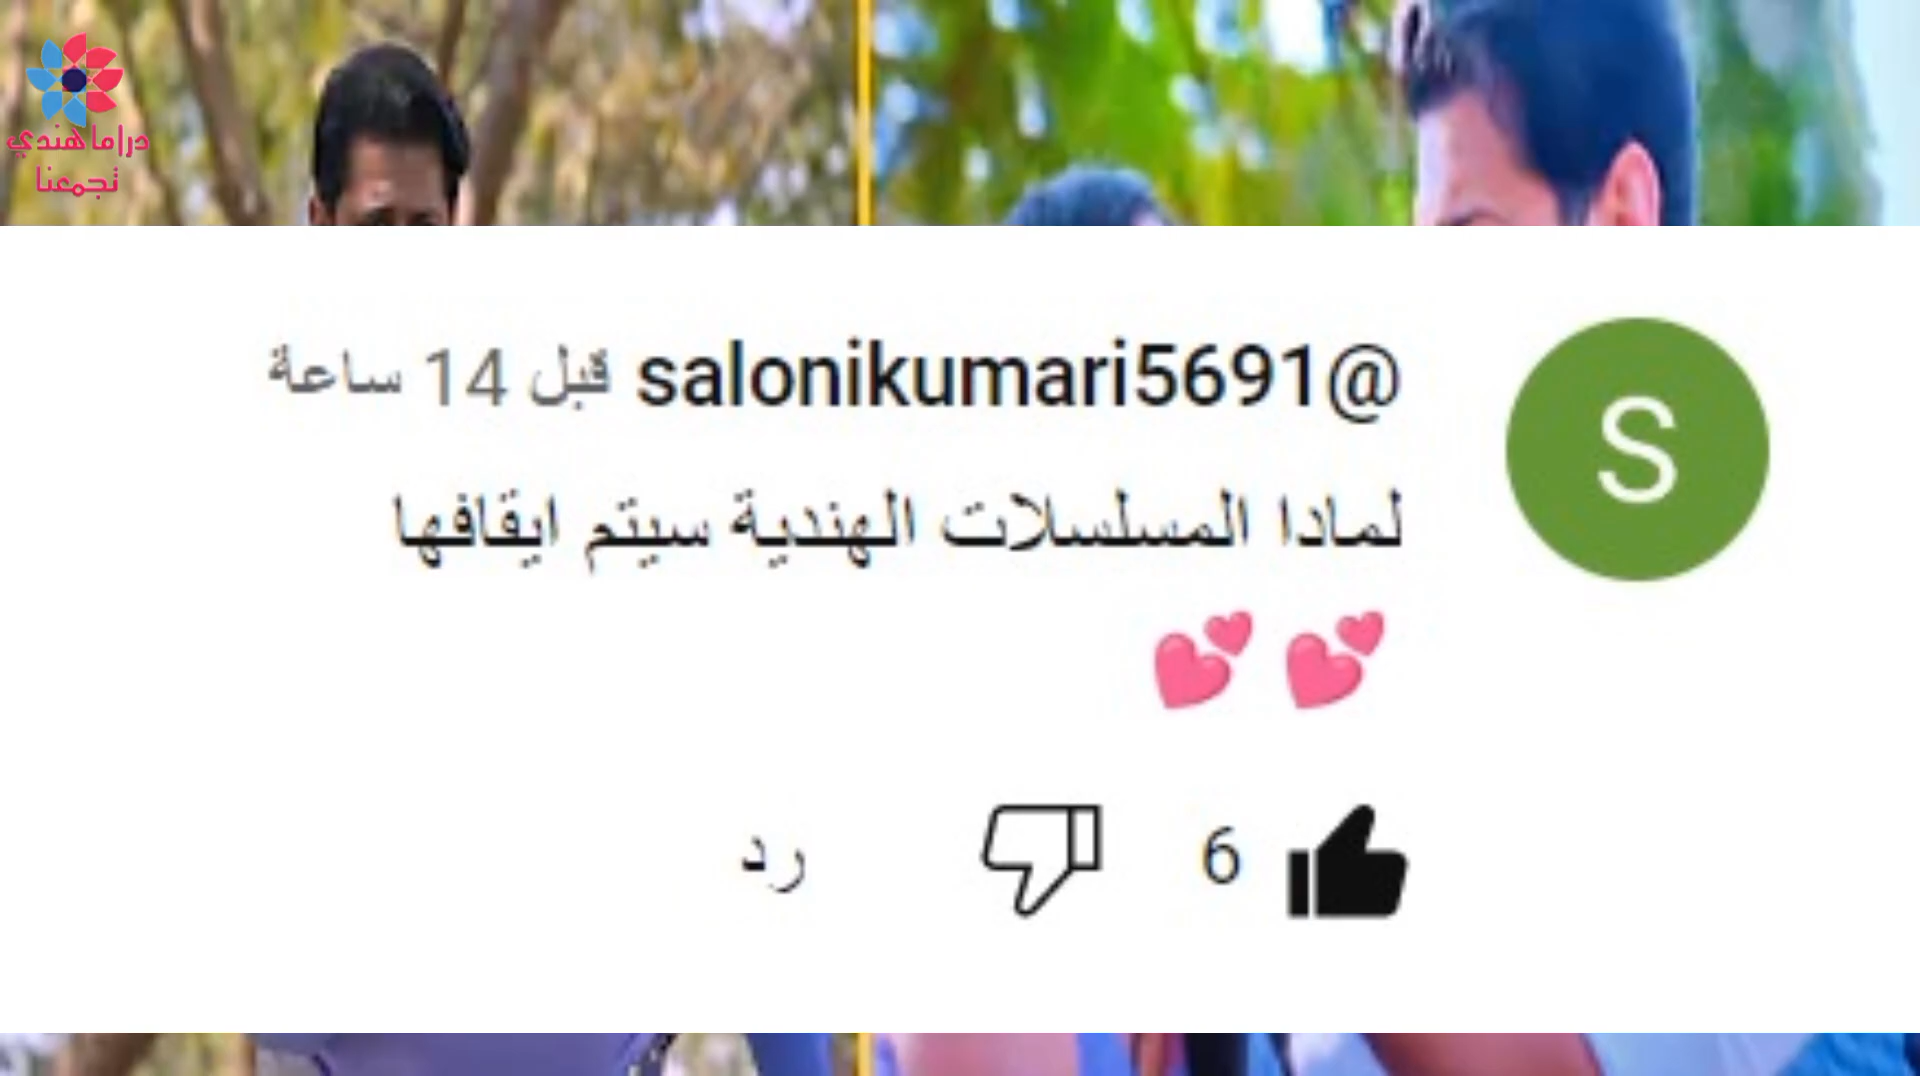 دراما هندي
تجمعنا
@salonikumari5691 قبل 14 ساعة
S
لمادا المسلسلات الهندية سيتم ايقافها
💕 💕
6
رد